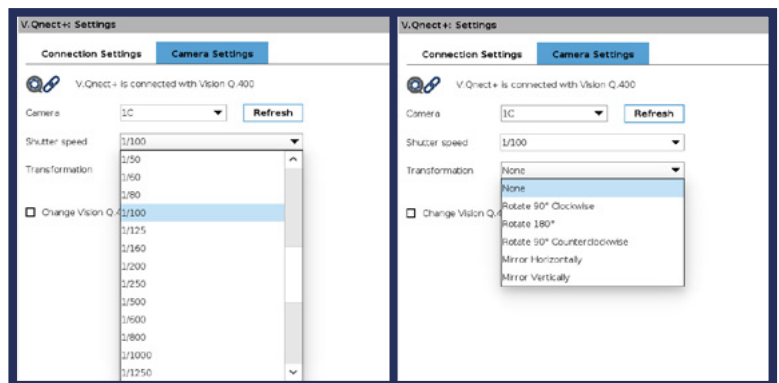 V.Qnect+: Settings
Connection Settings
Camera Settings
V.Qnect+ is connected with Vision Q.400
Camera
1C
Refresh
Shutter speed
1/100
Transformation
1/50
1/60
1/80
Change Vision Q.4
1/100
1/125
1/160
1/200
1/250
1/500
1/600
1/800
1/1000
1/1250
V.Qnect+: Settings
Connection Settings
Camera Settings
V.Qnect+ is connected with Vision Q.400
Camera
1C
Refresh
Shutter speed
1/100
Transformation
None
None
Rotate 90° Clockwise
Change Vision Q.4
Rotate 180°
Rotate 90° Counterclockwise
Mirror Horizontally
Mirror Vertically